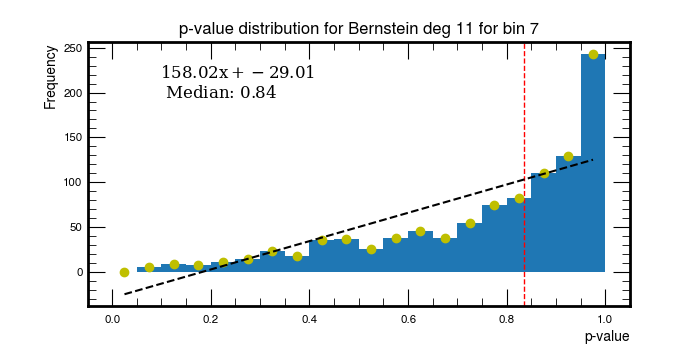 p-value distribution for Bernstein deg 11 for bin 7
Frequency
250
200
150
100
50
0
158.02x + −29.01
Median: 0.84
0.0 0.2 0.4 0.6 0.8 1.0
p-value